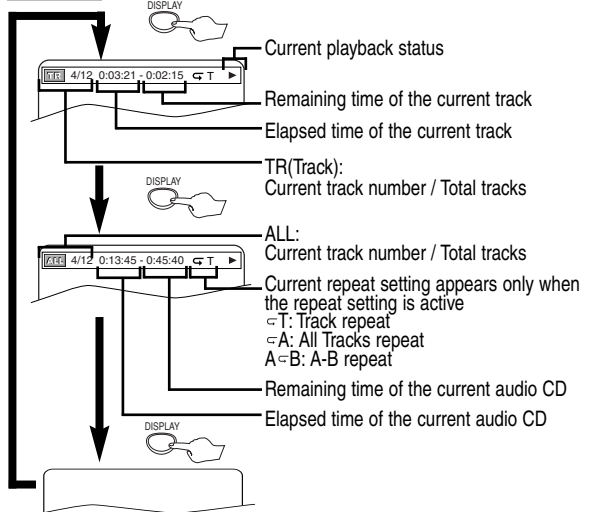 DISPLAY
Current playback status
TR 4/12 0:03:21 - 0:02:15 T
Remaining time of the current track
Elapsed time of the current track
TR(Track):
Current track number / Total tracks
DISPLAY
ALL:
Current track number / Total tracks
ALL 4/12 0:13:45 - 0:45:40 T
Current repeat setting appears only when
the repeat setting is active
T: Track repeat
A: All Tracks repeat
A B: A-B repeat
Remaining time of the current audio CD
Elapsed time of the current audio CD
DISPLAY